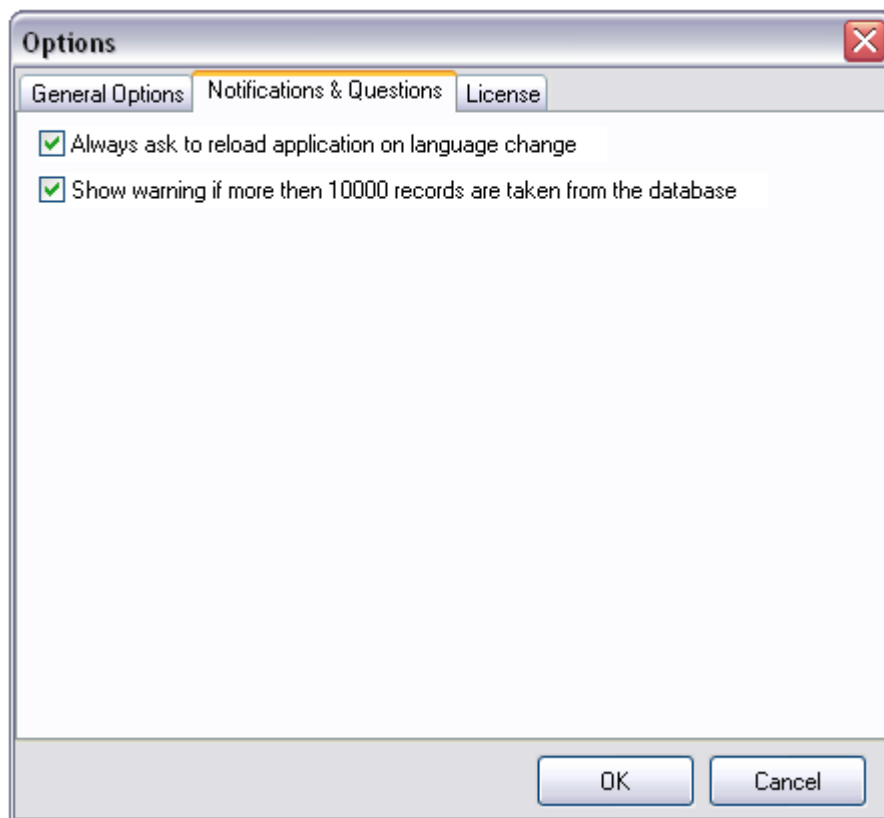 Options
General Options Notifications & Questions License
Always ask to reload application on language change
Show warning if more then 10000 records are taken from the database
OK Cancel